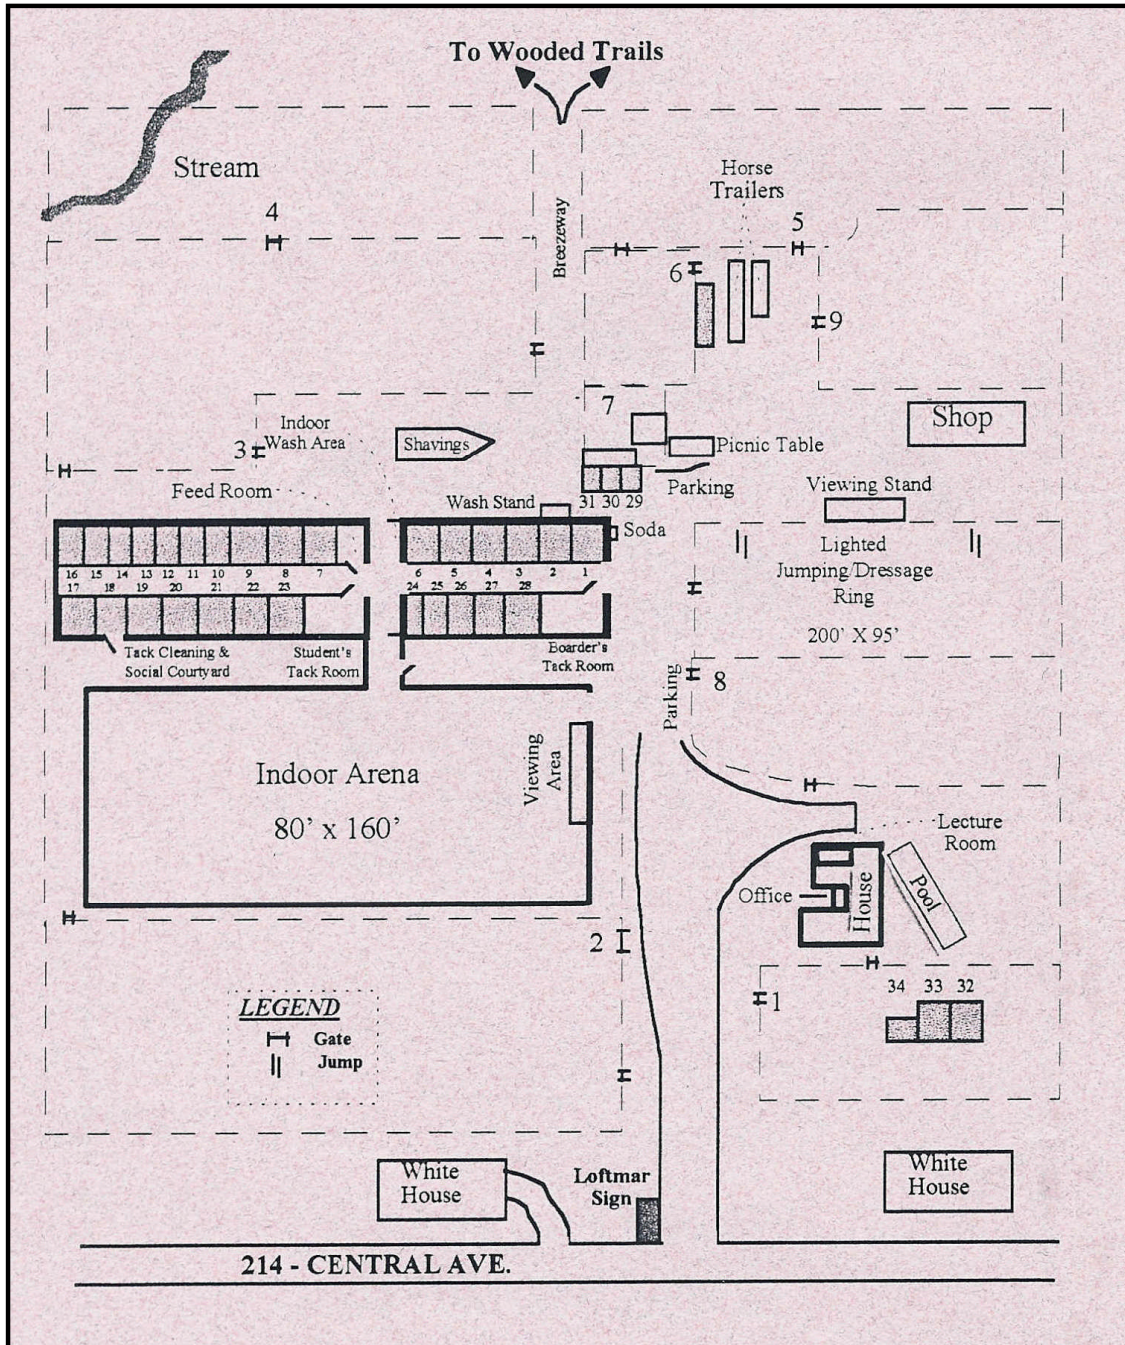 To Wooded Trails
Stream
Horse
Trailers
4
5
Breezeway
6
9
7
Indoor
Wash Area
Shavings
Shop
3
Picnic Table
Feed Room
Parking
Viewing Stand
Wash Stand
31 30 29
Soda
Lighted
Jumping/Dressage
Ring
200' X 95'
16 15 14 13 12 11 10 9 8 7
6 5 4 3 2 1
17 18 19 20 21 22 23
24 25 26 27 28
Tack Cleaning &
Social Courtyard
Student's
Tack Room
Boarder's
Tack Room
Parking
8
Indoor Arena
80' x 160'
Viewing
Area
Lecture
Room
Office
House
Pool
2
1
34 33 32
LEGEND
Gate
Jump
White
House
Loftmar
Sign
White
House
214 - CENTRAL AVE.